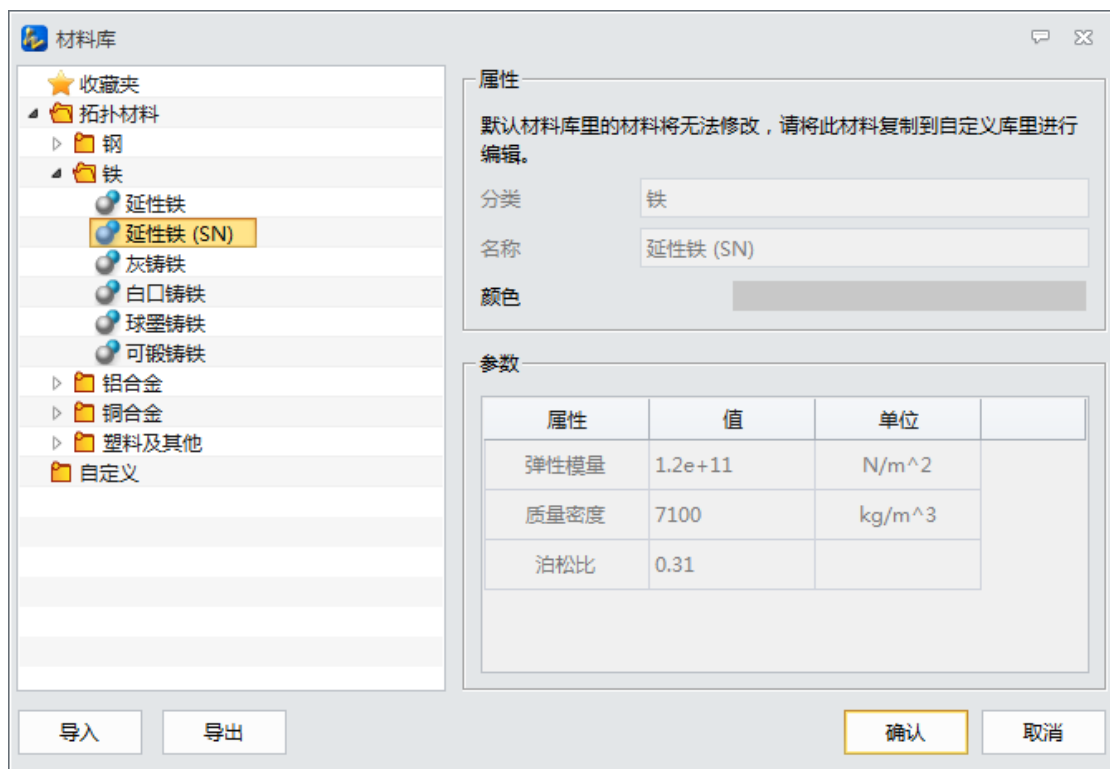 材料库
收藏夹
拓扑材料
钢
铁
延性铁
延性铁 (SN)
灰铸铁
白口铸铁
球墨铸铁
可锻铸铁
铝合金
铜合金
塑料及其他
自定义
属性
默认材料库里的材料将无法修改，请将此材料复制到自定义库里进行
编辑。
分类 铁
名称 延性铁 (SN)
颜色
参数
属性 值 单位
弹性模量 1.2e+11 N/m^2
质量密度 7100 kg/m^3
泊松比 0.31
导入 导出 确认 取消